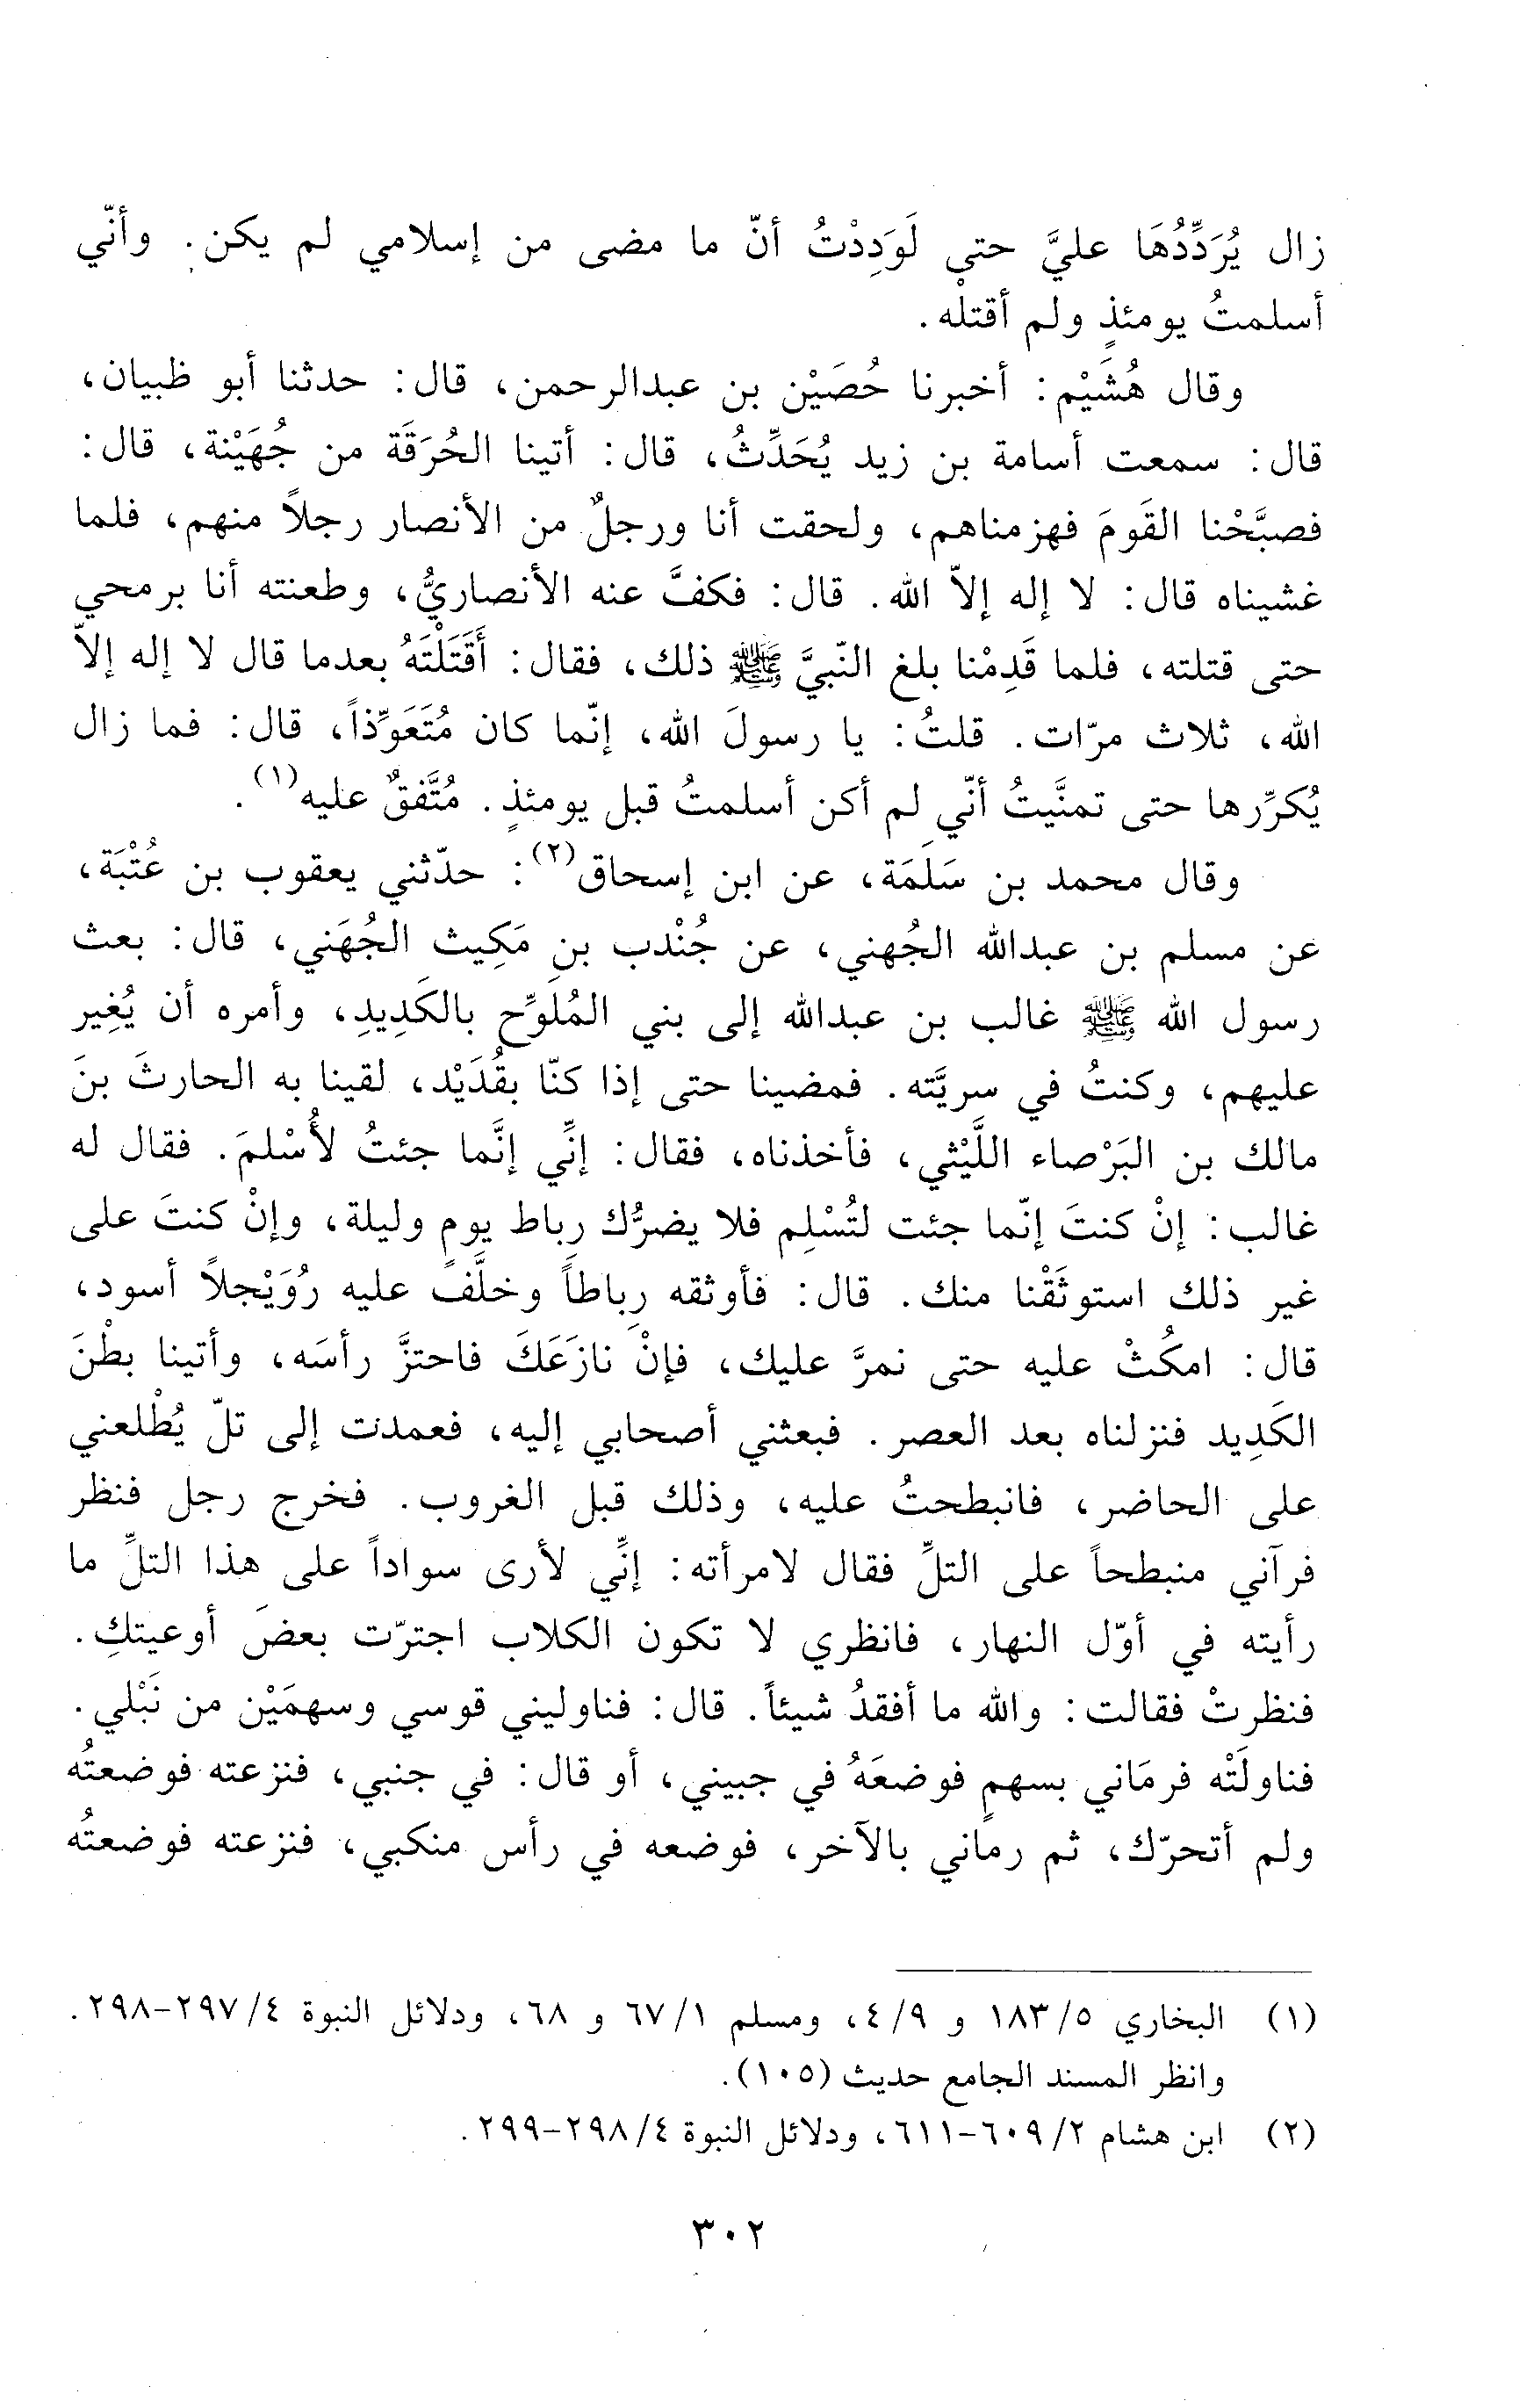 زال يُرَدِّدُهَا عليَّ حتى لَوَدِدْتُ أنّ ما مضى من إسلامي لم يكن. وأنّي
أسلمتُ يومئذٍ ولم أقتلْه.
وقال هُشَيْم: أخبرنا حُصَيْن بن عبدالرحمن، قال: حدثنا أبو ظبيان،
قال: سمعت أسامة بن زيد يُحَدِّثُ، قال: أتينا الحُرَقَة من جُهَيْنة، قال:
فصبَّحْنا القَومَ فهزمناهم، ولحقت أنا ورجلٌ من الأنصار رجلاً منهم، فلما
غشيناه قال: لا إله إلاّ الله. قال: فكفَّ عنه الأنصاريُّ، وطعنته أنا برمحي
حتى قتلته، فلما قَدِمْنا بلغ النّبيَّ ﷺ ذلك، فقال: أَقَتَلْتَهُ بعدما قال لا إله إلاّ
الله، ثلاث مرّات. قلتُ: يا رسولَ الله، إنّما كان مُتَعَوِّذاً، قال: فما زال
يُكرِّرها حتى تمنَّيتُ أنّي لم أكن أسلمتُ قبل يومئذٍ. مُتَّفقٌ عليه(١).
وقال محمد بن سَلَمَة، عن ابن إسحاق(٢): حدّثني يعقوب بن عُتْبَة،
عن مسلم بن عبدالله الجُهني، عن جُنْدب بنِ مَكِيث الجُهَني، قال: بعث
رسول الله ﷺ غالب بن عبدالله إلى بني المُلَوِّح بالكَدِيدِ، وأمره أن يُغِير
عليهم، وكنتُ في سريَّته. فمضينا حتى إذا كنّا بقُدَيْد، لقينا به الحارثَ بنَ
مالك بن البَرْصاء اللَّيْثي، فأخذناه، فقال: إنِّي إنَّما جئتُ لأُسْلمَ. فقال له
غالب: إنْ كنتَ إنّما جئت لتُسْلِم فلا يضرُّك رباط يومٍ وليلة، وإنْ كنتَ على
غير ذلك استوثَقْنا منك. قال: فأوثقه رِباطاً وخلَّف عليه رُوَيْجلاً أسود،
قال: امكُثْ عليه حتى نمرَّ عليك، فإنْ نازَعَكَ فاحتزَّ رأسَه، وأتينا بطْنَ
الكَدِيد فنزلناه بعد العصر. فبعثني أصحابي إليه، فعمدت إلى تلّ يُطْلعني
على الحاضر، فانبطحتُ عليه، وذلك قبل الغروب. فخرج رجل فنظر
فرآني منبطحاً على التلِّ فقال لامرأته: إنِّي لأرى سواداً على هذا التلِّ ما
رأيته في أوّل النهار، فانظري لا تكون الكلاب اجترّت بعضَ أوعيتكِ.
فنظرتْ فقالت: والله ما أفقدُ شيئاً. قال: فناوليني قوسي وسهمَيْن من نَبْلي.
فناولَتْه فرمَاني بسهمٍ فوضعَهُ في جبيني، أو قال: في جنبي، فنزعته فوضعتُه
ولم أتحرّك، ثم رماني بالآخر، فوضعه في رأس منكبي، فنزعته فوضعتُه
(١) البخاري ١٨٣/٥ و ٤/٩، ومسلم ٦٧/١ و ٦٨، ودلائل النبوة ٢٩٧/٤-٢٩٨.
وانظر المسند الجامع حديث (١٠٥).
(٢) ابن هشام ٦٠٩/٢-٦١١، ودلائل النبوة ٢٩٨/٤-٢٩٩.
٣٠٢